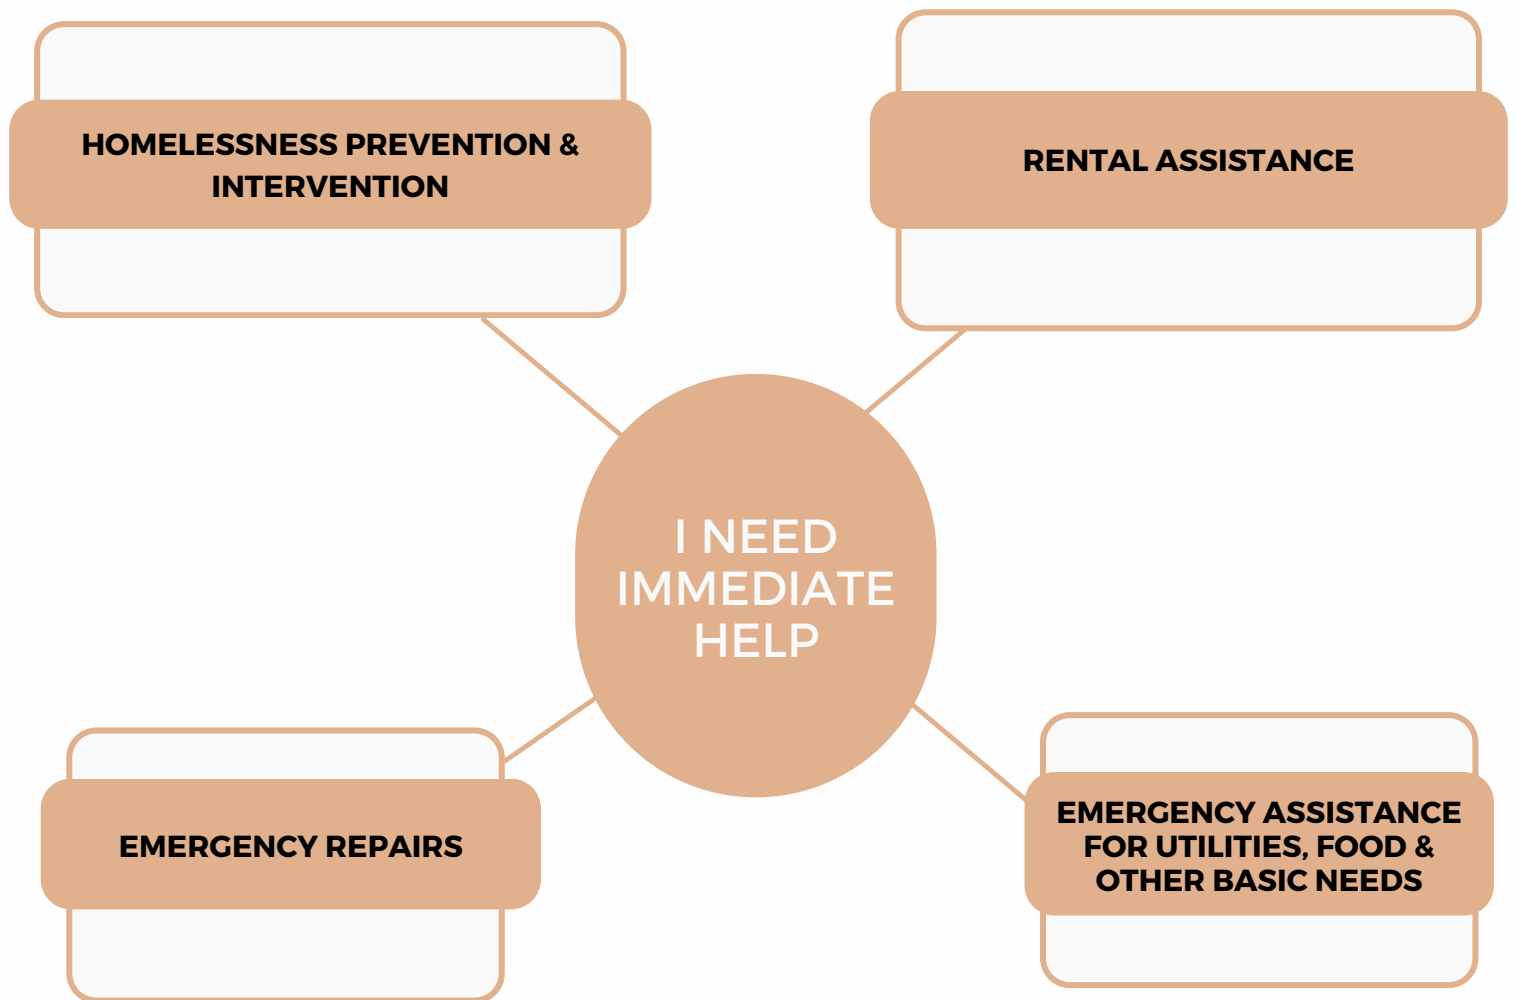 HOMELESSNESS PREVENTION &
INTERVENTION
RENTAL ASSISTANCE
I NEED
IMMEDIATE
HELP
EMERGENCY REPAIRS
EMERGENCY ASSISTANCE
FOR UTILITIES, FOOD &
OTHER BASIC NEEDS